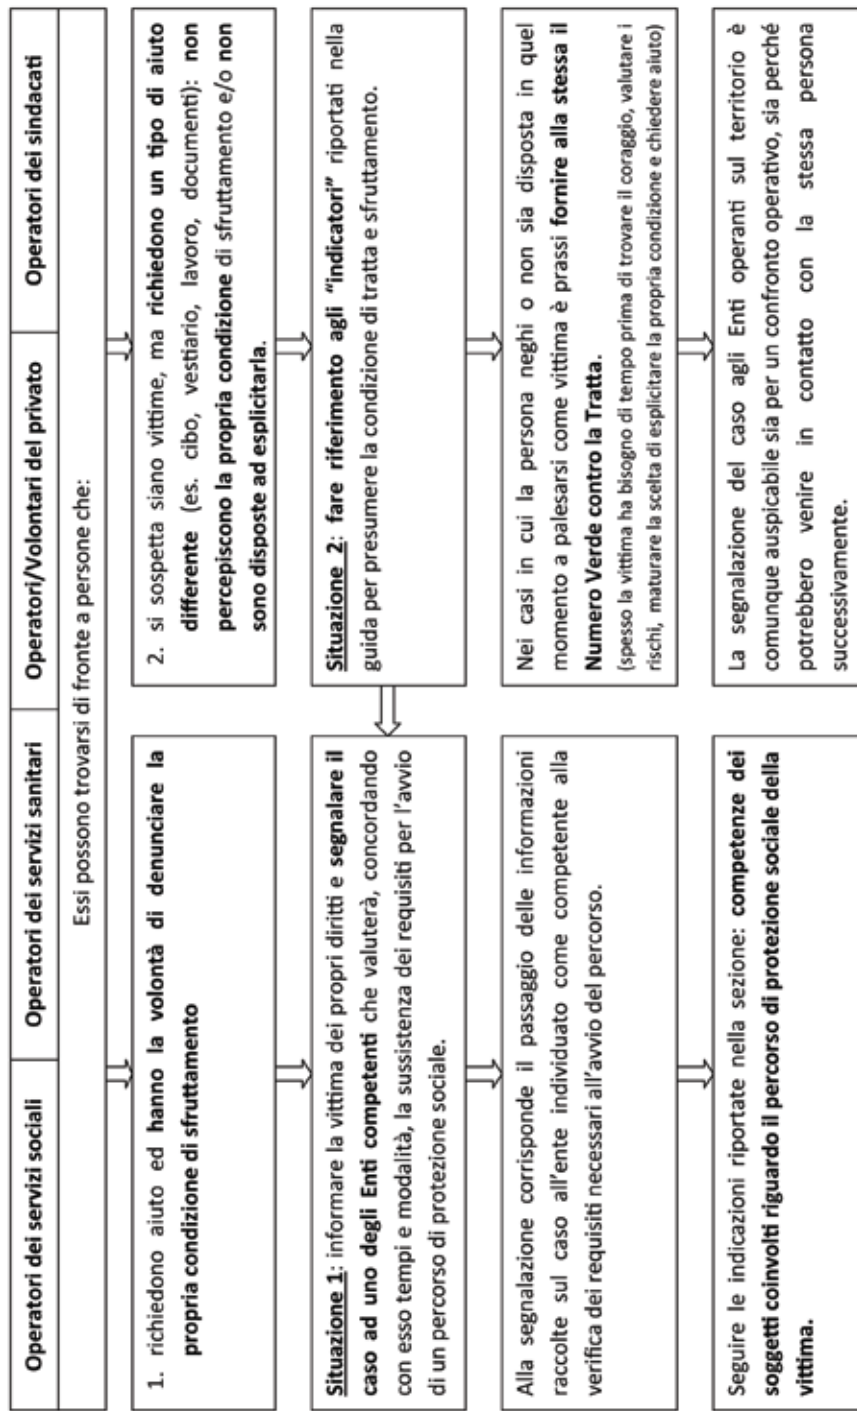 Operatori dei servizi sociali
Operatori dei servizi sanitari
Operatori/Volontari del privato
Operatori dei sindacati
Essi possono trovarsi di fronte a persone che:
1. richiedono aiuto ed hanno la volontà di denunciare la
propria condizione di sfruttamento
2. si sospetta siano vittime, ma richiedono un tipo di aiuto
differente (es. cibo, vestiario, lavoro, documenti): non
percepiscono la propria condizione di sfruttamento e/o non
sono disposte ad esplicitarla.
Situazione 1: informare la vittima dei propri diritti e segnalare il
caso ad uno degli Enti competenti che valuterà, concordando
con esso tempi e modalità, la sussistenza dei requisiti per l'avvio
di un percorso di protezione sociale.
Situazione 2: fare riferimento agli "indicatori" riportati nella
guida per presumere la condizione di tratta e sfruttamento.
Alla segnalazione corrisponde il passaggio delle informazioni
raccolte sul caso all'ente individuato come competente alla
verifica dei requisiti necessari all'avvio del percorso.
Nei casi in cui la persona neghi o non sia disposta in quel
momento a palesarsi come vittima è prassi fornire alla stessa il
Numero Verde contro la Tratta.
(spesso la vittima ha bisogno di tempo prima di trovare il coraggio, valutare i
rischi, maturare la scelta di esplicitare la propria condizione e chiedere aiuto)
Seguire le indicazioni riportate nella sezione: competenze dei
soggetti coinvolti riguardo il percorso di protezione sociale della
vittima.
La segnalazione del caso agli Enti operanti sul territorio è
comunque auspicabile sia per un confronto operativo, sia perché
potrebbero venire in contatto con la stessa persona
successivamente.